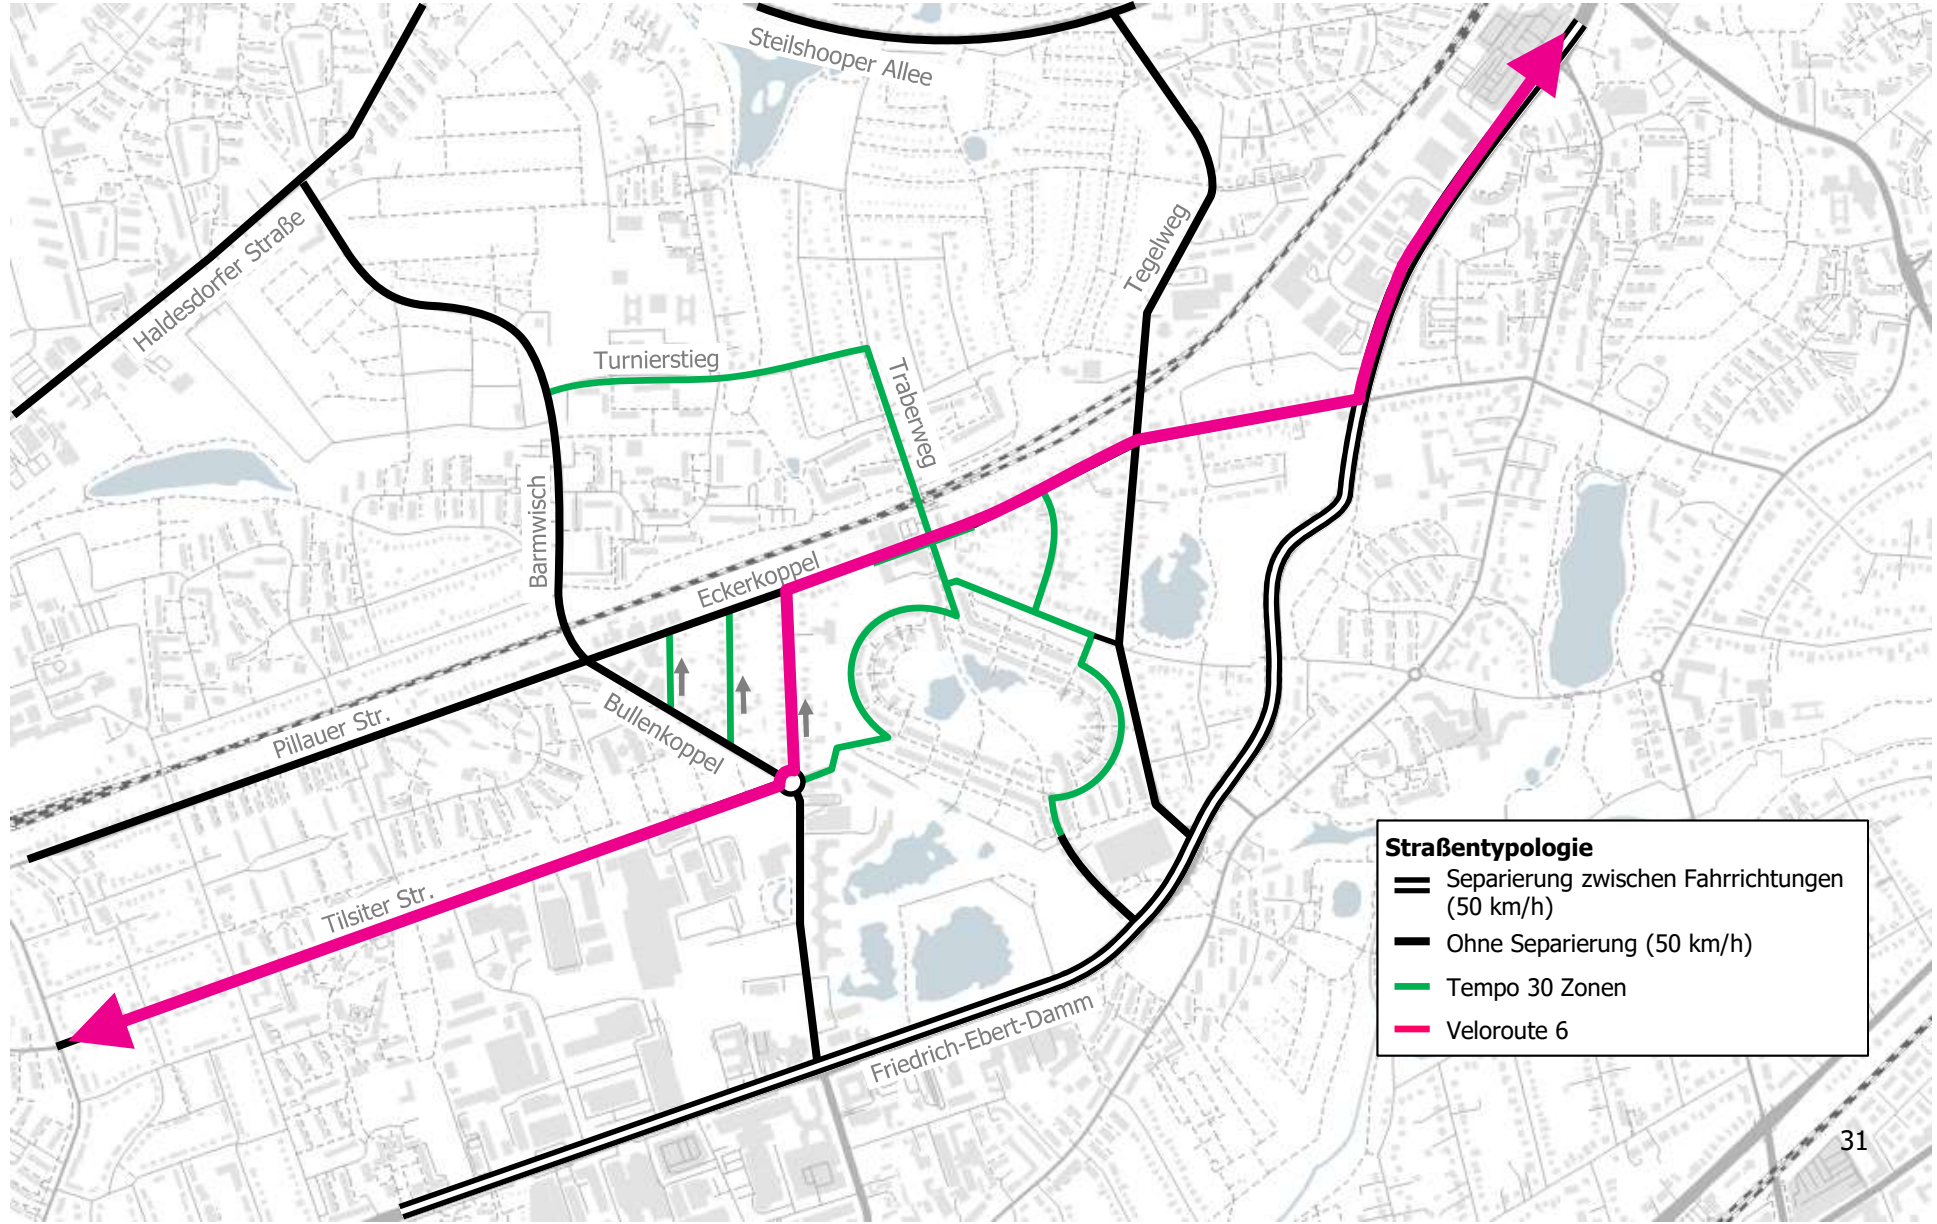 Steilshooper Allee
Haldesdorfer Straße
Tegelweg
Turnierstieg
Traberweg
Barmwisch
Eckerkoppel
Bullenkoppel
Pillauer Str.
Tilsiter Str.
Friedrich-Ebert-Damm
Straßentypologie
Separierung zwischen Fahrrichtungen
(50 km/h)
Ohne Separierung (50 km/h)
Tempo 30 Zonen
Veloroute 6
31